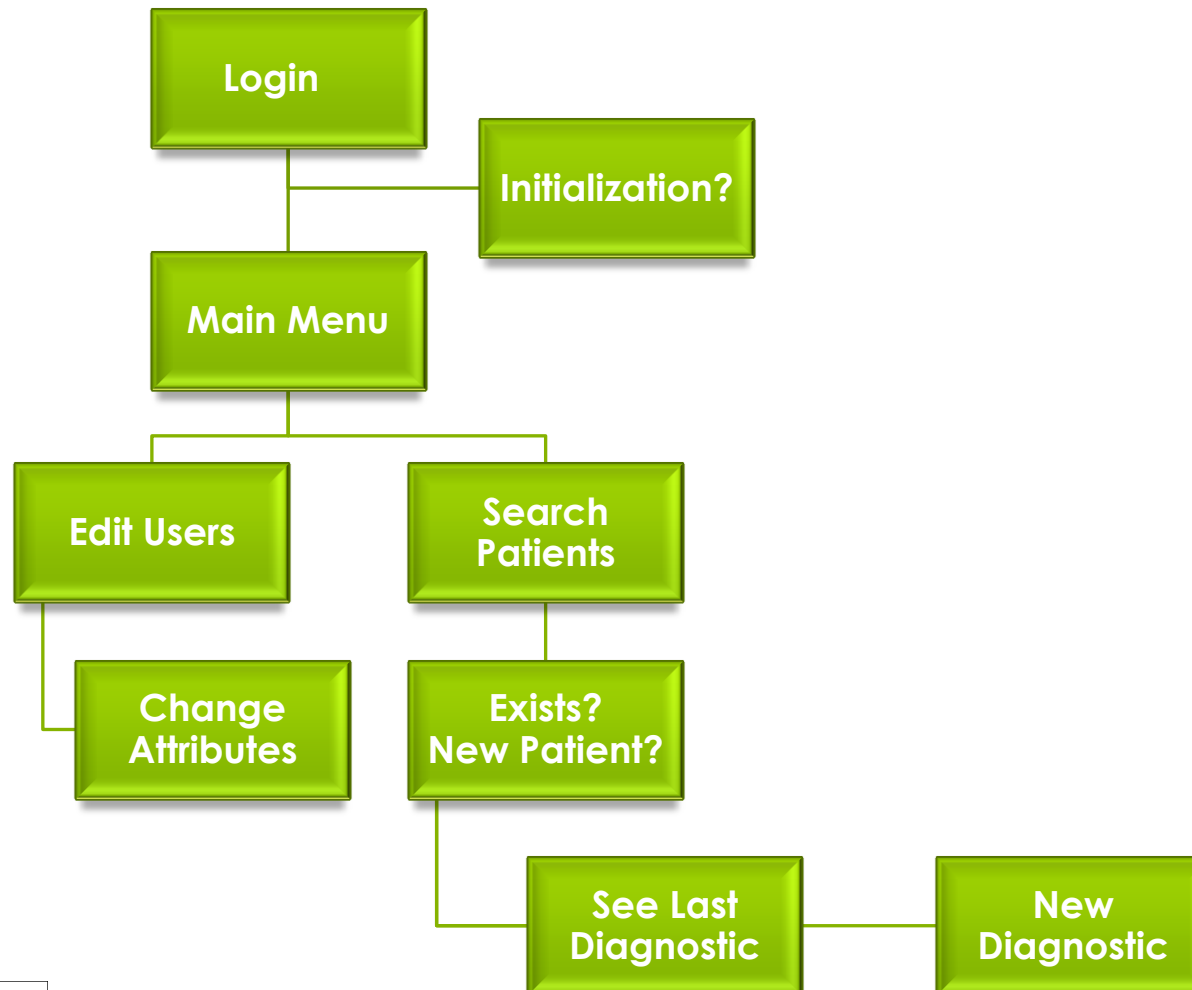 Login
Initialization?
Main Menu
Edit Users
Search
Patients
Change
Attributes
Exists?
New Patient?
See Last
Diagnostic
New
Diagnostic